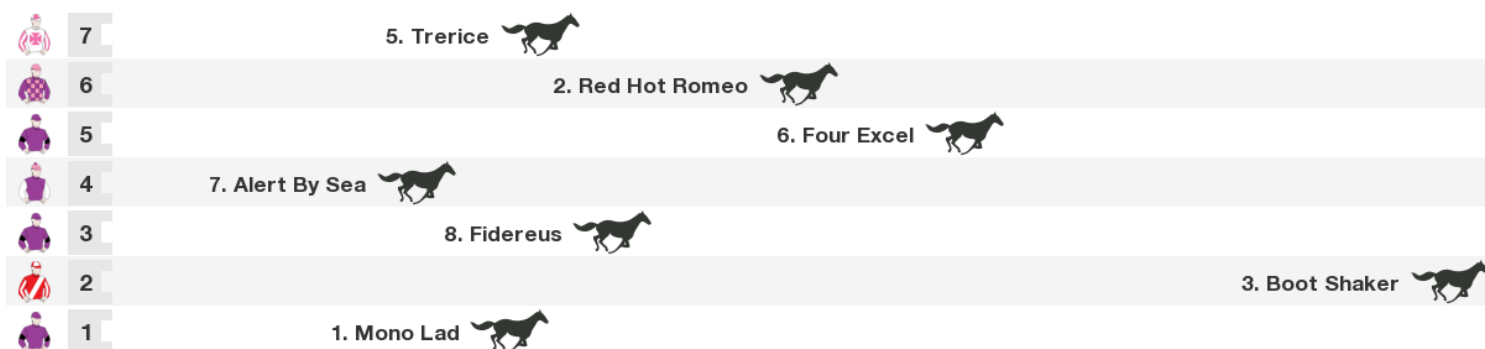 7 5. Trerice
6 2. Red Hot Romeo
5 6. Four Excel
4 7. Alert By Sea
3 8. Fidereus
2 3. Boot Shaker
1 1. Mono Lad